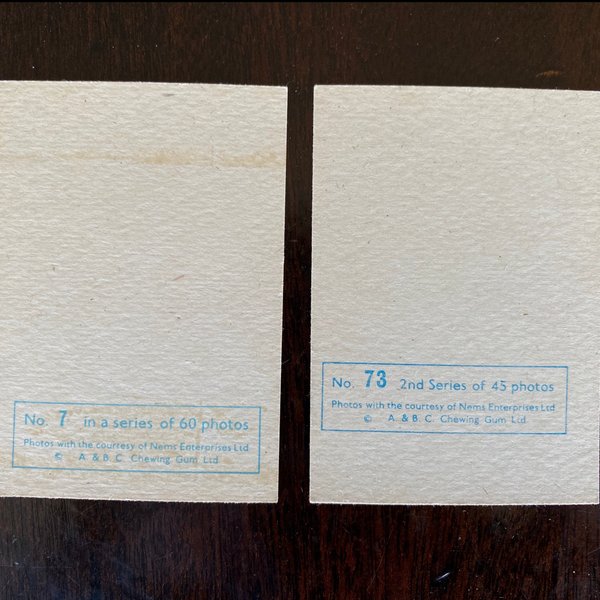 No. 7 in a series of 60 photos
Photos with the courtesy of Nems Enterprises Ltd
© A. & B. C. Chewing Gum Ltd.
No. 73 2nd Series of 45 photos
Photos with the courtesy of Nems Enterprises Ltd
© A. & B. C. Chewing Gum Ltd.